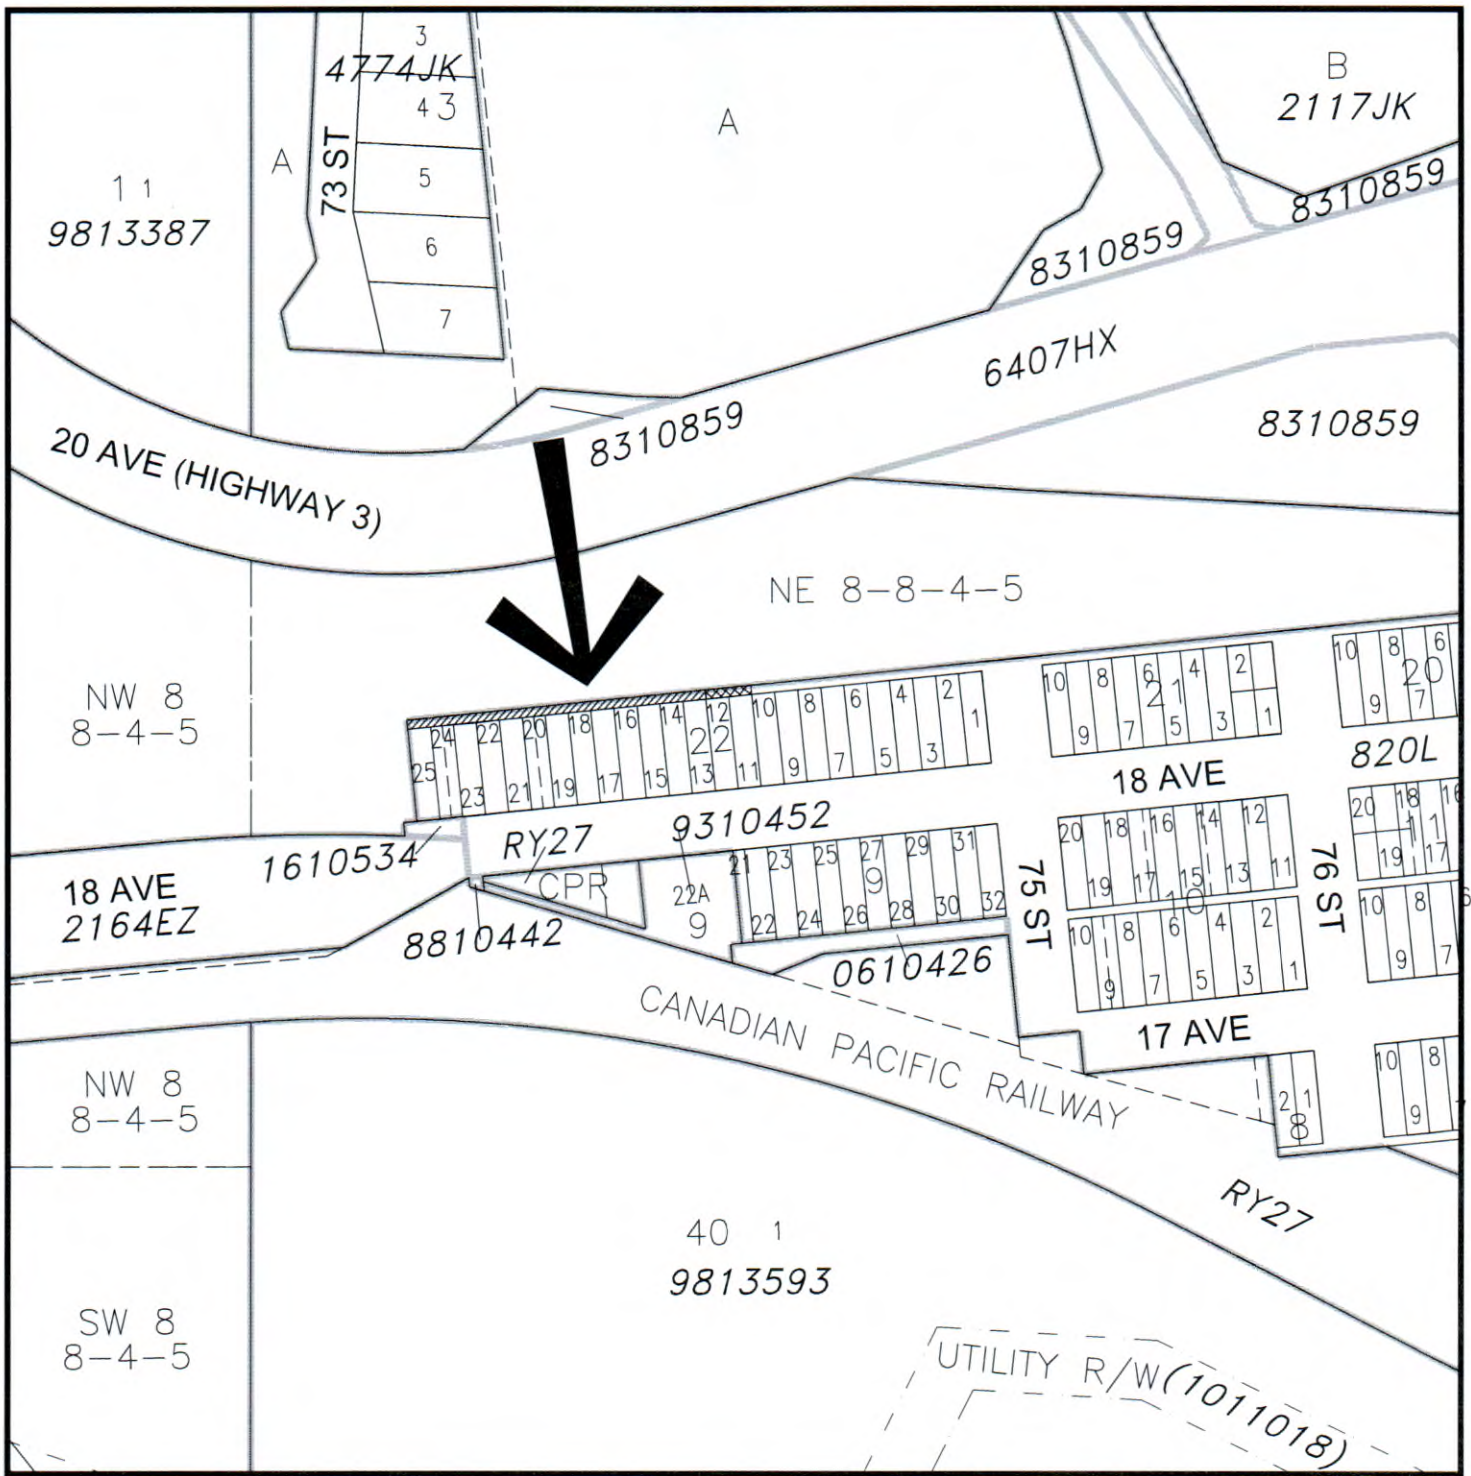 3
4774JK
4 3
5
6
7
73 ST
A
A
B
2117JK
1 1
9813387
8310859
8310859
6407HX
8310859
8310859
20 AVE (HIGHWAY 3)
NE 8-8-4-5
NW 8
8-4-5
10 8 6 4 2
21
9 7 5 3 1
10 8 6
20
9 7
24 22 20 18 16 14 12 10 8 6 4 2
22
25 23 21 19 17 15 13 11 9 7 5 3 1
18 AVE
820L
9310452
RY27
1610534
CPR
22A
9
18 AVE
2164EZ
8810442
21 23 25 27 29 31
9
22 24 26 28 30 32
0610426
75 ST
76 ST
20 18 16 14 12
19 17 15 13 11
10
10 8 6 4 2
9 7 5 3 1
20 18 16
11
19 17
10 8 6
9 7
17 AVE
CANADIAN PACIFIC RAILWAY
NW 8
8-4-5
2 1
8
10 8
9 7
RY27
40 1
9813593
SW 8
8-4-5
UTILITY R/W(1011018)